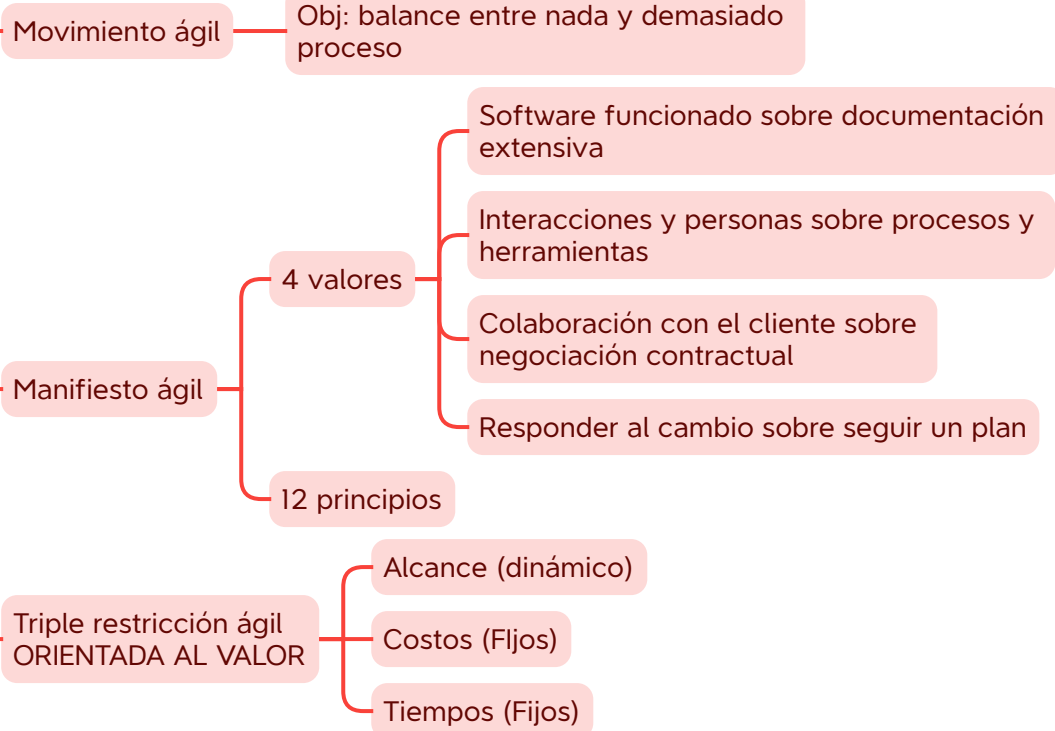 Movimiento ágil
Obj: balance entre nada y demasiado
proceso
Software funcionado sobre documentación
extensiva
Interacciones y personas sobre procesos y
herramientas
4 valores
Colaboración con el cliente sobre
negociación contractual
Manifiesto ágil
Responder al cambio sobre seguir un plan
12 principios
Alcance (dinámico)
Triple restricción ágil
ORIENTADA AL VALOR
Costos (FIjos)
Tiempos (Fijos)